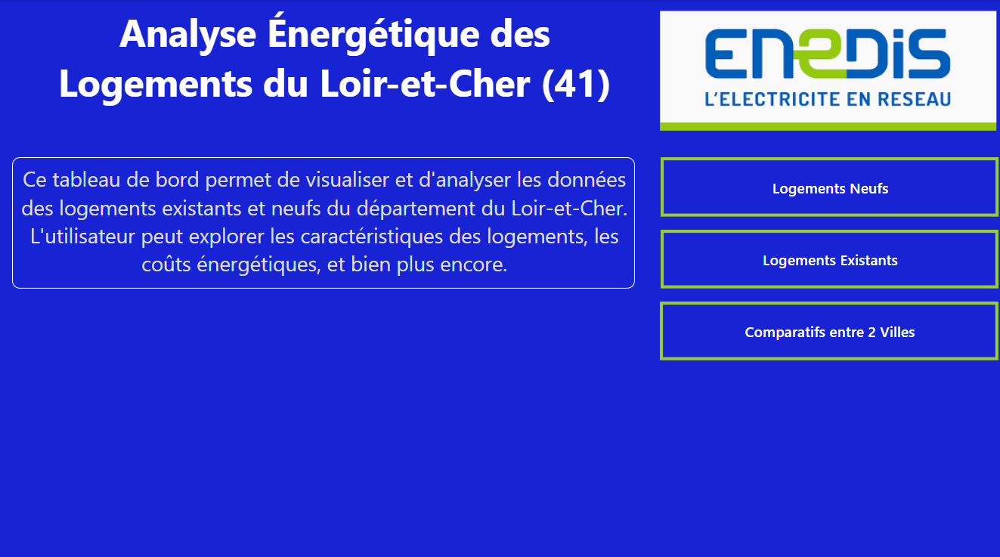 Analyse Énergétique des
Logements du Loir-et-Cher (41)
ENEDIS
L'ELECTRICITE EN RESEAU
Ce tableau de bord permet de visualiser et d'analyser les données
des logements existants et neufs du département du Loir-et-Cher.
L'utilisateur peut explorer les caractéristiques des logements, les
coûts énergétiques, et bien plus encore.
Logements Neufs
Logements Existants
Comparatifs entre 2 Villes